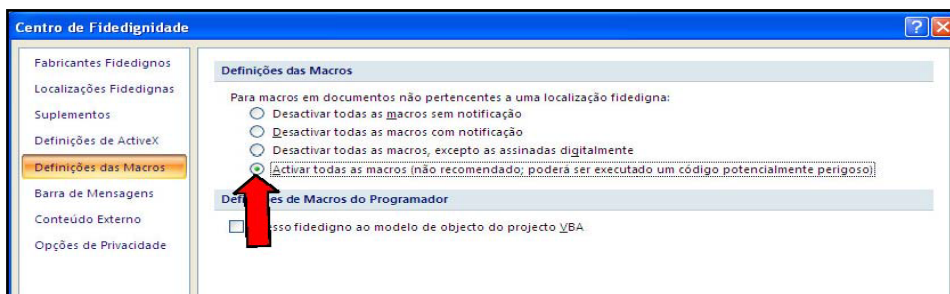 Centro de Fidedignidade
Fabricantes Fidedignos
Localizações Fidedignas
Suplementos
Definições de ActiveX
Definições das Macros
Barra de Mensagens
Conteúdo Externo
Opções de Privacidade
Definições das Macros
Para macros em documentos não pertencentes a uma localização fidedigna:
Desactivar todas as macros sem notificação
Desactivar todas as macros com notificação
Desactivar todas as macros, excepto as assinadas digitalmente
Activar todas as macros (não recomendado; poderá ser executado um código potencialmente perigoso)
de Macros do Programador
fidedigno ao modelo de objecto do projecto VBA